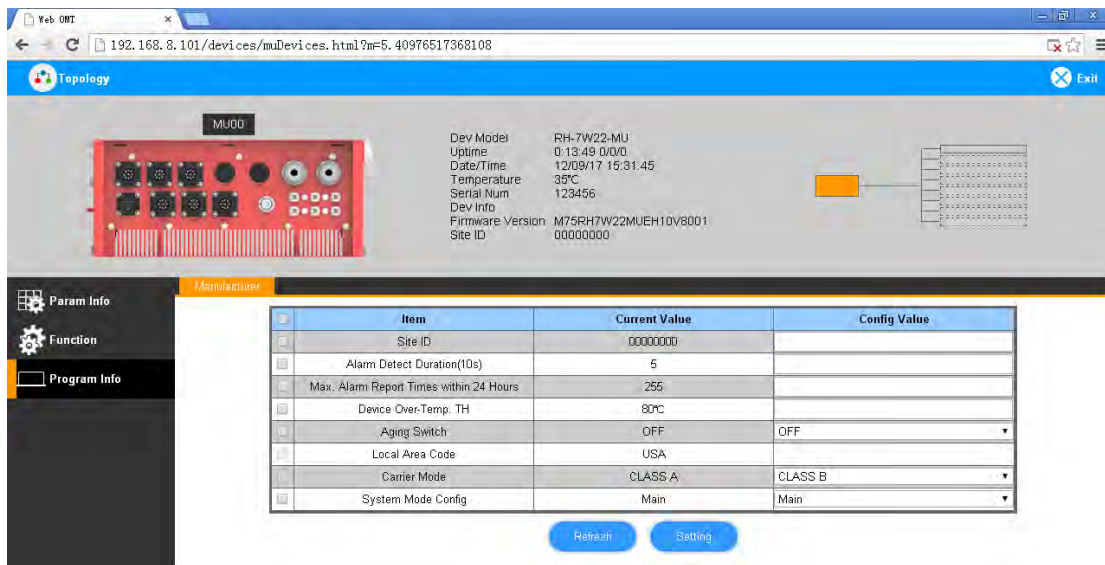 Web OMT
192.168.8.101/devices/muDevices.html?m=5.40976517368108
Topology
Exit
MU00
Dev Model RH-7W22-MU
Uptime 0:13:49 0/0/0
Date/Time 12/09/17 15:31:45
Temperature 35℃
Serial Num 123456
Dev Info
Firmware Version M75RH7W22MUEH10V8001
Site ID 00000000
Param Info
Function
Program Info
Manufacturer
Item Current Value Config Value
Site ID 00000000
Alarm Detect Duration(10s) 5
Max. Alarm Report Times within 24 Hours 255
Device Over-Temp. TH 80℃
Aging Switch OFF OFF
Local Area Code USA
Carrier Mode CLASS A CLASS B
System Mode Config Main Main
Refresh Setting